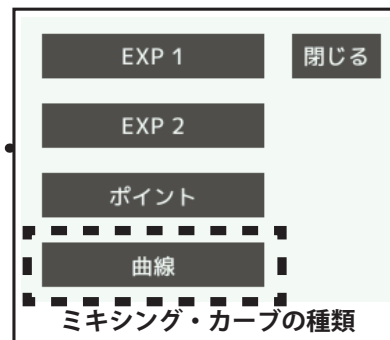 EXP 1
閉じる
EXP 2
ポイント
曲線
ミキシング・カーブの種類